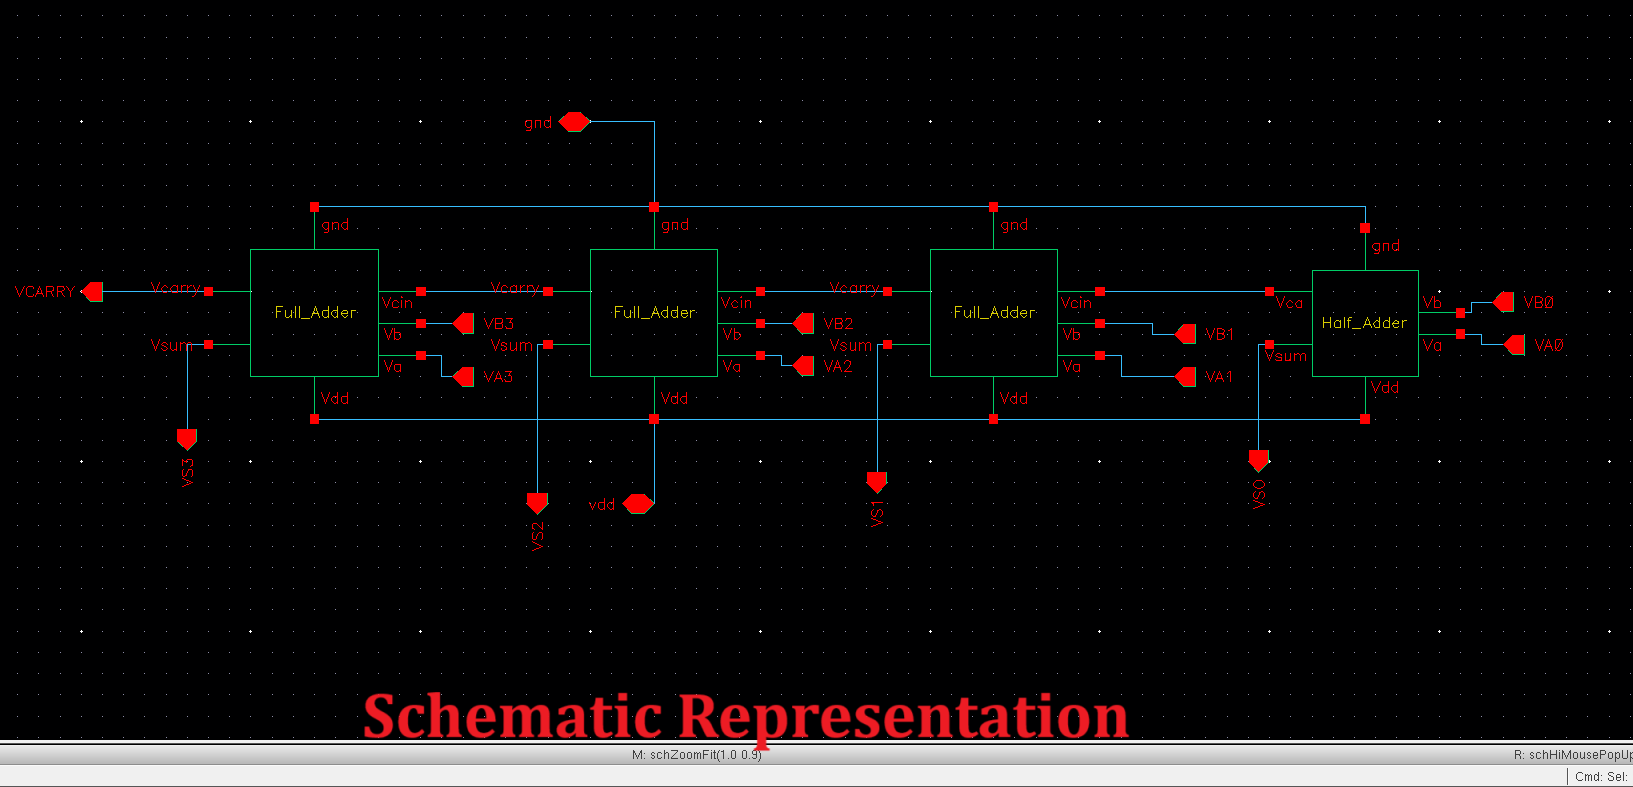 gnd
gnd gnd gnd gnd
VCARRY Vcarry Full_Adder Vcin Vcarry Full_Adder Vcin Vcarry Full_Adder Vcin Vca Half_Adder Vb VB0
Vb VB3 Vb VB2 Vb VB1
Vsum Vsum Vsum Vsum Va VA0
Va VA3 Va VA2 Va VA1
Vdd Vdd Vdd Vdd
VS3 VS2 vdd VS1 VS0
Schematic Representation
M: schZoomFit(1.0 0.9) R: schHiMousePopUp
Cmd: Sel: